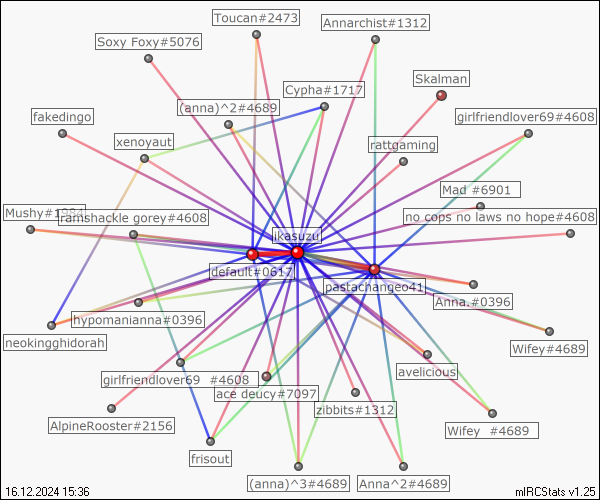 Toucan#2473
Annarchist#1312
Soxy Foxy#5076
Skalman
Cypha#1717
(anna)^2#4689
fakedingo
girlfriendlover69#4608
xenoyaut
rattgaming
Mad #6901
Mushy#1984
ramshackle gorey#4608
no cops no laws no hope#4608
ikasuzu
default#0617
pastachangeo41
Anna.#0396
hypomanianna#0396
neokingghidorah
Wifey#4689
avelicious
girlfriendlover69 #4608
ace deucy#7097
zibbits#1312
AlpineRooster#2156
Wifey #4689
frisout
(anna)^3#4689
Anna^2#4689
16.12.2024 15:36
mIRCStats v1.25